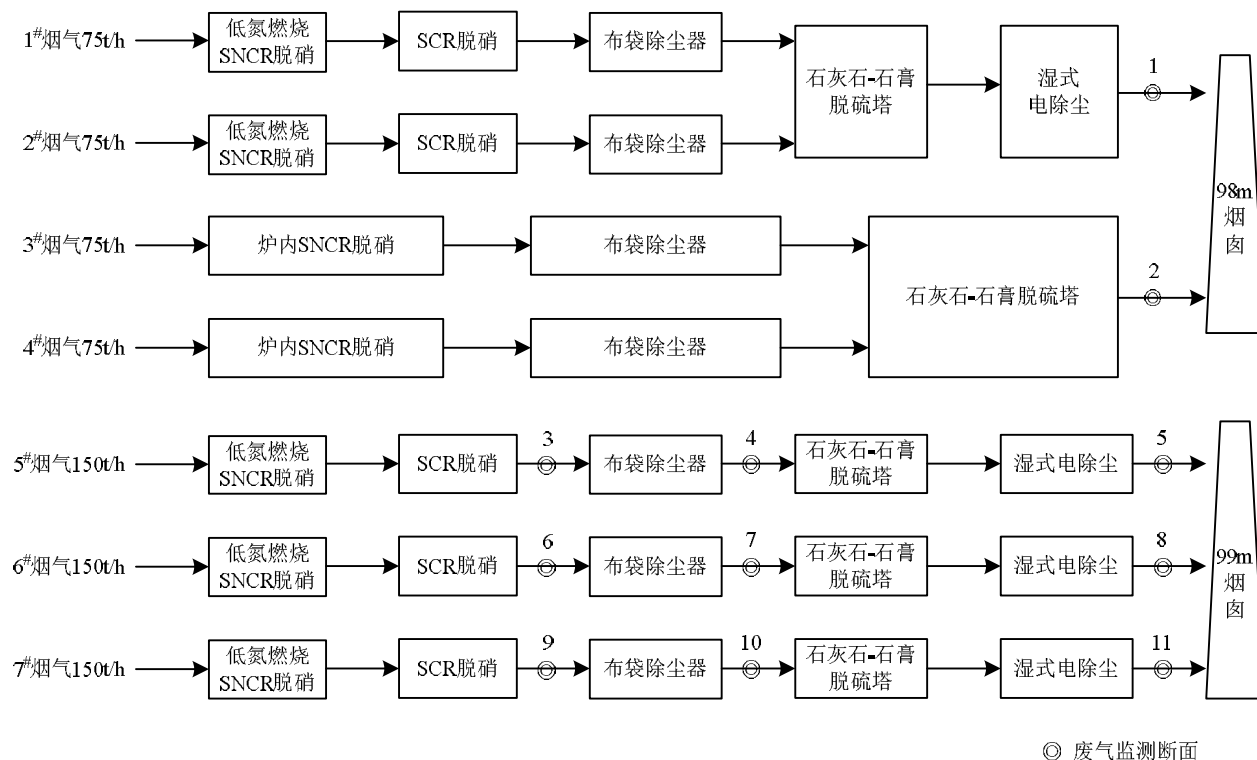 1#烟气75t/h
低氮燃烧
SNCR脱硝
SCR脱硝
布袋除尘器
石灰石-石膏
脱硫塔
湿式
电除尘
1
2#烟气75t/h
低氮燃烧
SNCR脱硝
SCR脱硝
布袋除尘器
98m
烟
囱
3#烟气75t/h
炉内SNCR脱硝
布袋除尘器
石灰石-石膏脱硫塔
2
4#烟气75t/h
炉内SNCR脱硝
布袋除尘器
5#烟气150t/h
低氮燃烧
SNCR脱硝
SCR脱硝
3
布袋除尘器
4
石灰石-石膏
脱硫塔
湿式电除尘
5
6#烟气150t/h
低氮燃烧
SNCR脱硝
SCR脱硝
6
布袋除尘器
7
石灰石-石膏
脱硫塔
湿式电除尘
8
99m
烟
囱
7#烟气150t/h
低氮燃烧
SNCR脱硝
SCR脱硝
9
布袋除尘器
10
石灰石-石膏
脱硫塔
湿式电除尘
11
◎ 废气监测断面